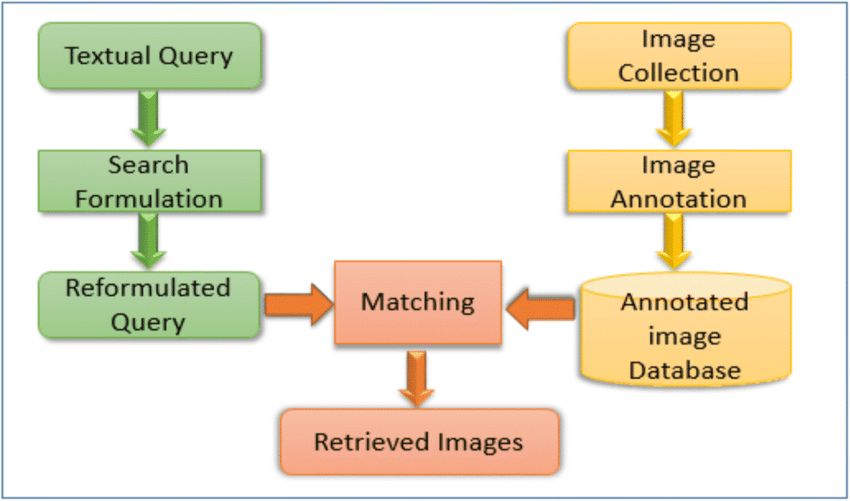 Textual Query
Search
Formulation
Reformulated
Query
Image
Collection
Image
Annotation
Annotated
image
Database
Matching
Retrieved Images